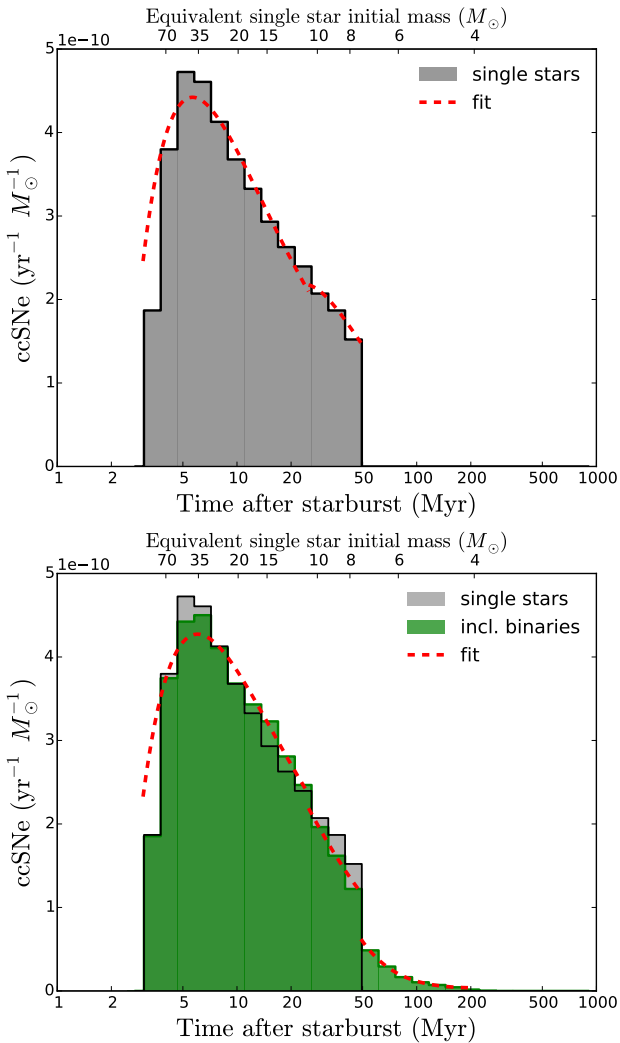 Equivalent single star initial mass (M⊙)
70 35 20 15 10 8 6 4
1e−10
single stars
fit
5
4
3
2
1
0
ccSNe (yr⁻¹ M⊙⁻¹)
1 2 5 10 20 50 100 200 500 1000
Time after starburst (Myr)
Equivalent single star initial mass (M⊙)
70 35 20 15 10 8 6 4
1e−10
single stars
incl. binaries
fit
5
4
3
2
1
0
ccSNe (yr⁻¹ M⊙⁻¹)
1 2 5 10 20 50 100 200 500 1000
Time after starburst (Myr)